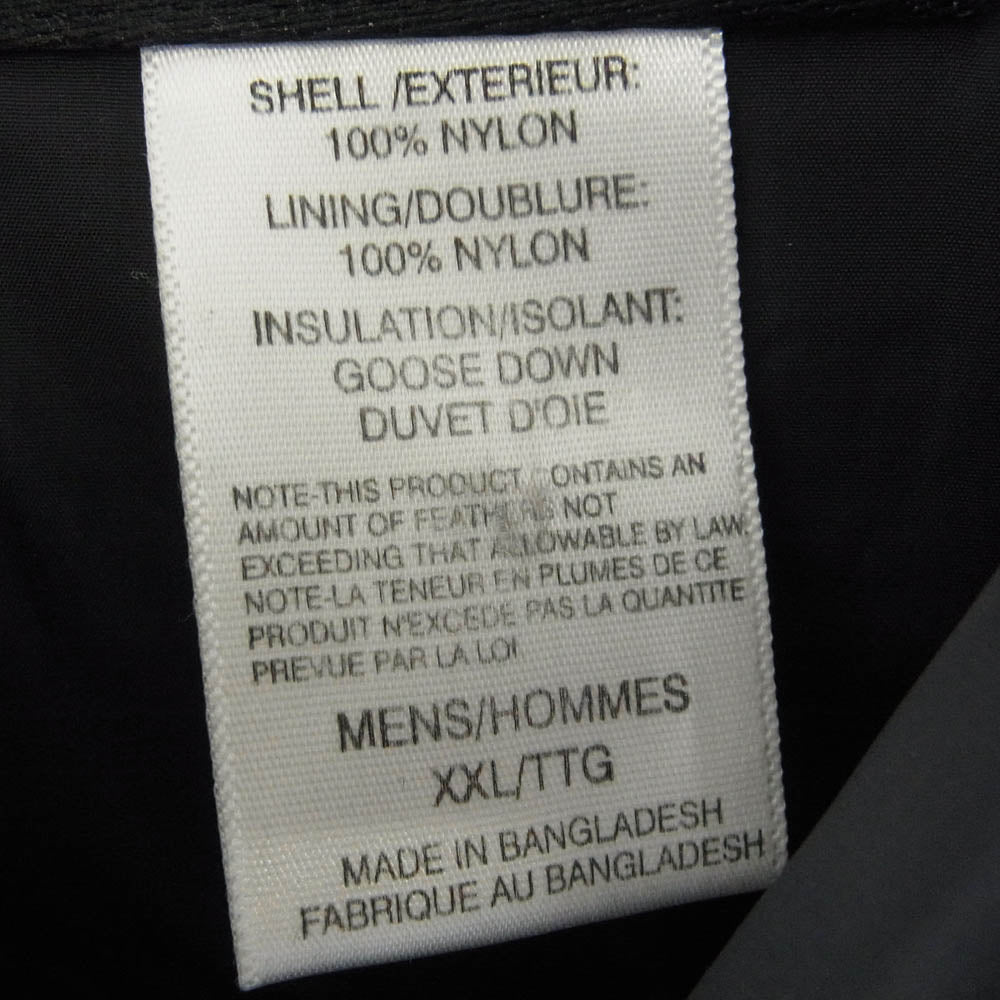 SHELL /EXTERIEUR:
100% NYLON
LINING/DOUBLURE:
100% NYLON
INSULATION/ISOLANT:
GOOSE DOWN
DUVET D'OIE
NOTE-THIS PRODUCT CONTAINS AN
AMOUNT OF FEATHERS NOT
EXCEEDING THAT ALLOWABLE BY LAW.
NOTE-LA TENEUR EN PLUMES DE CE
PRODUIT N'EXCEDE PAS LA QUANTITE
PREVUE PAR LA LOI
MENS/HOMMES
XXL/TTG
MADE IN BANGLADESH
FABRIQUE AU BANGLADESH